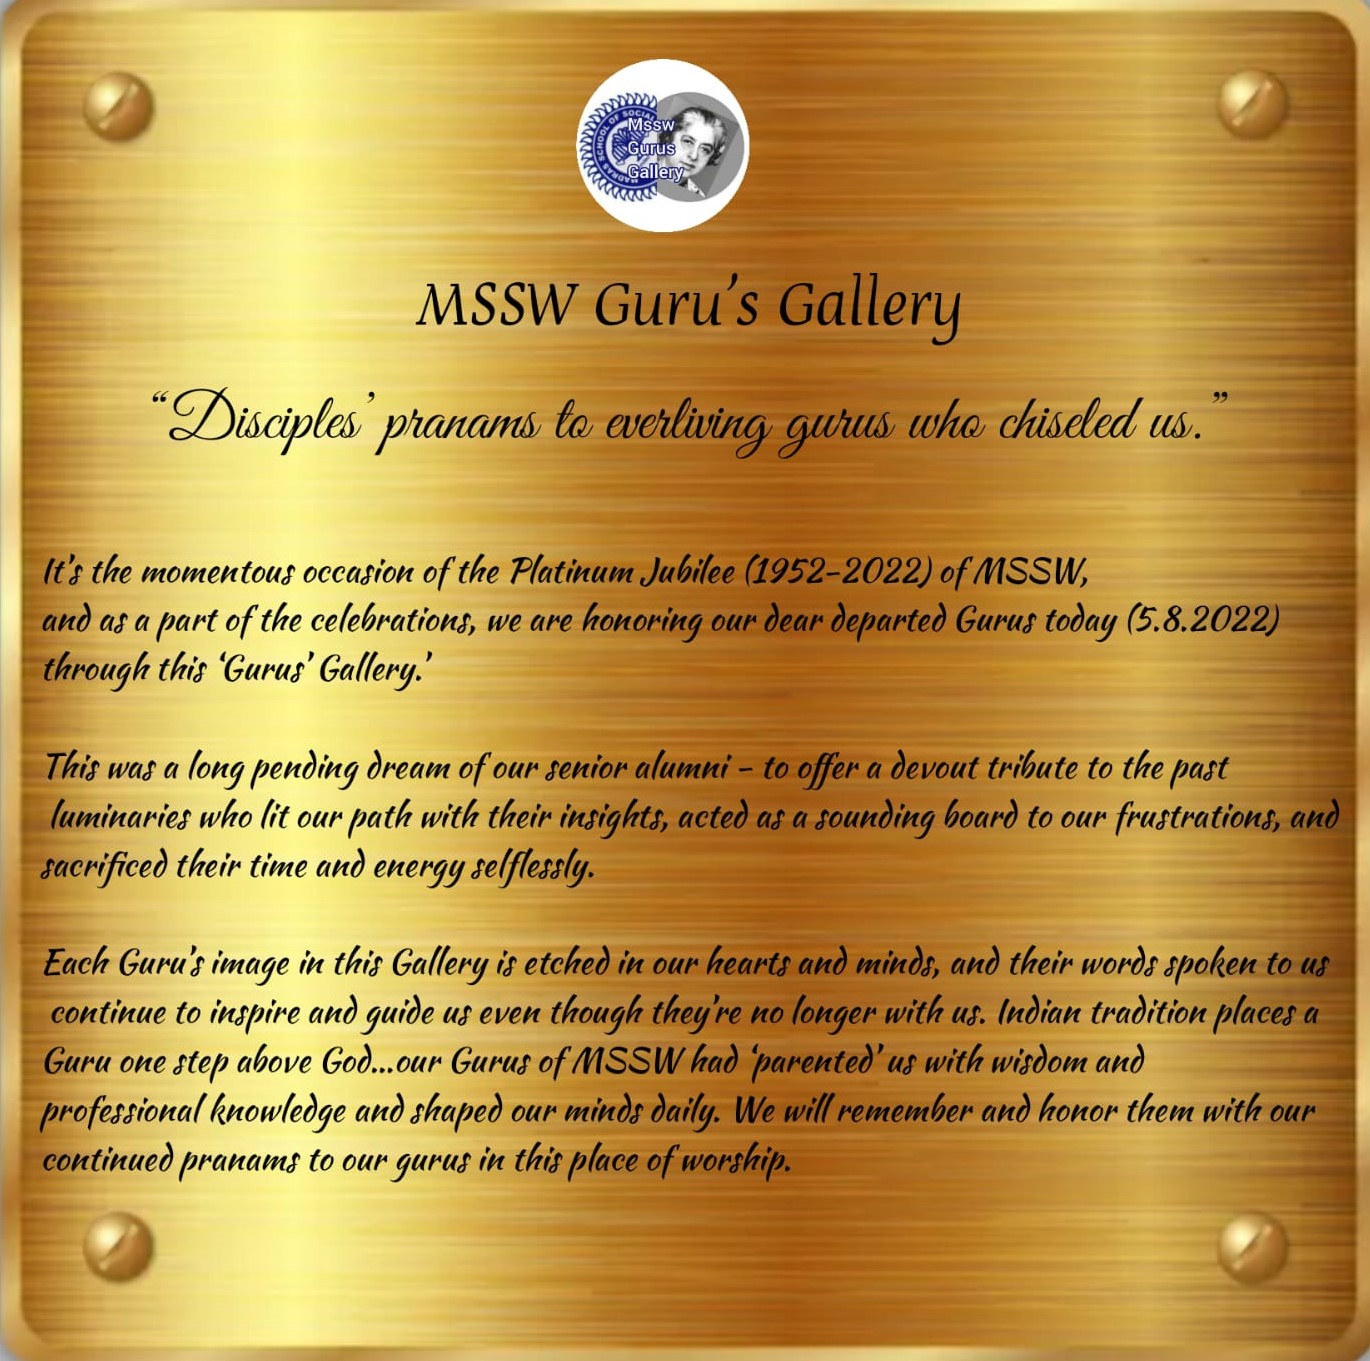 MADRAS SCHOOL OF SOCIAL
Mssw
Gurus
Gallery
MSSW Guru’s Gallery
“Disciples’ pranams to everliving gurus who chiseled us.”
It’s the momentous occasion of the Platinum Jubilee (1952-2022) of MSSW,
and as a part of the celebrations, we are honoring our dear departed Gurus today (5.8.2022)
through this ‘Gurus’ Gallery.’
This was a long pending dream of our senior alumni – to offer a devout tribute to the past
luminaries who lit our path with their insights, acted as a sounding board to our frustrations, and
sacrificed their time and energy selflessly.
Each Guru’s image in this Gallery is etched in our hearts and minds, and their words spoken to us
continue to inspire and guide us even though they’re no longer with us. Indian tradition places a
Guru one step above God...our Gurus of MSSW had ‘parented’ us with wisdom and
professional knowledge and shaped our minds daily. We will remember and honor them with our
continued pranams to our gurus in this place of worship.